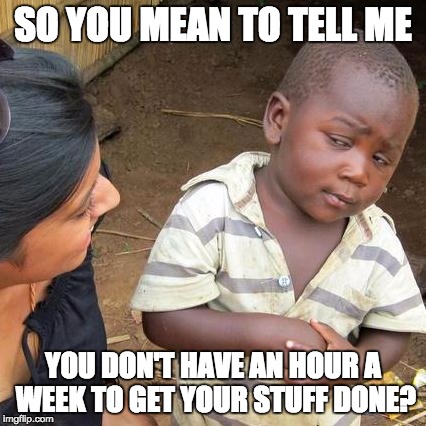 SO YOU MEAN TO TELL ME
YOU DON'T HAVE AN HOUR A
WEEK TO GET YOUR STUFF DONE?
imgflip.com